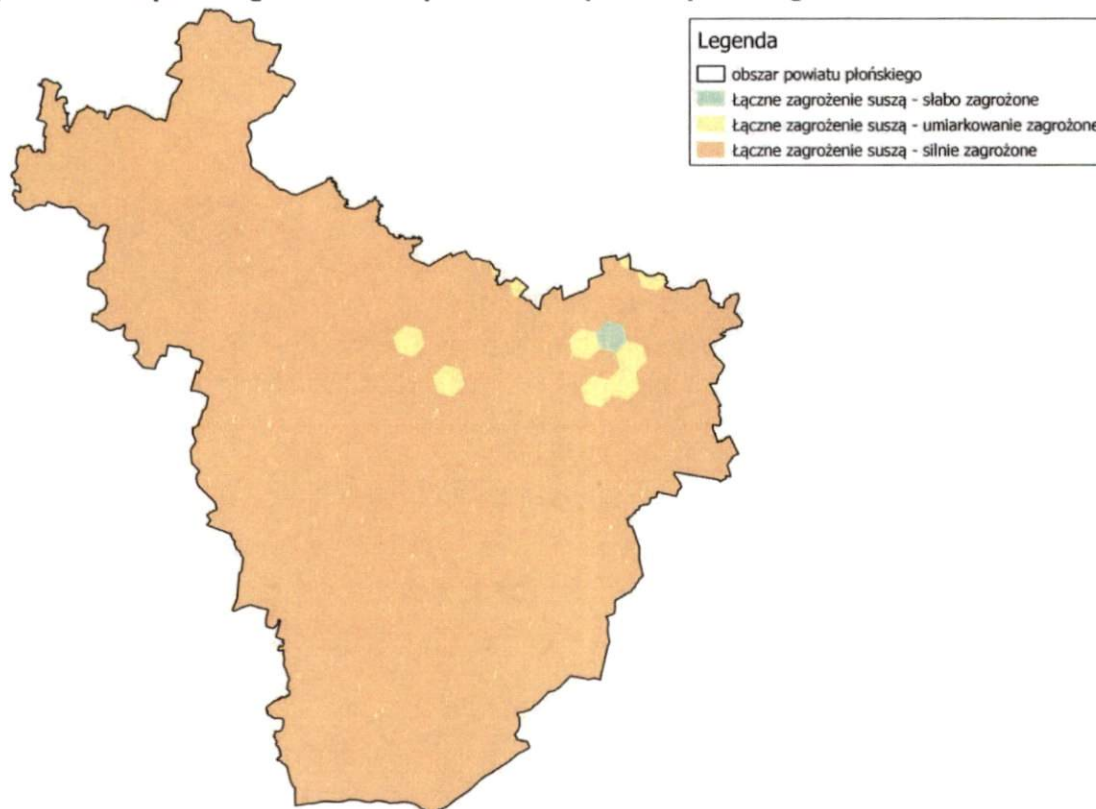 Legenda
obszar powiatu płońskiego
Łączne zagrożenie suszą - słabo zagrożone
Łączne zagrożenie suszą - umiarkowanie zagrożone
Łączne zagrożenie suszą - silnie zagrożone